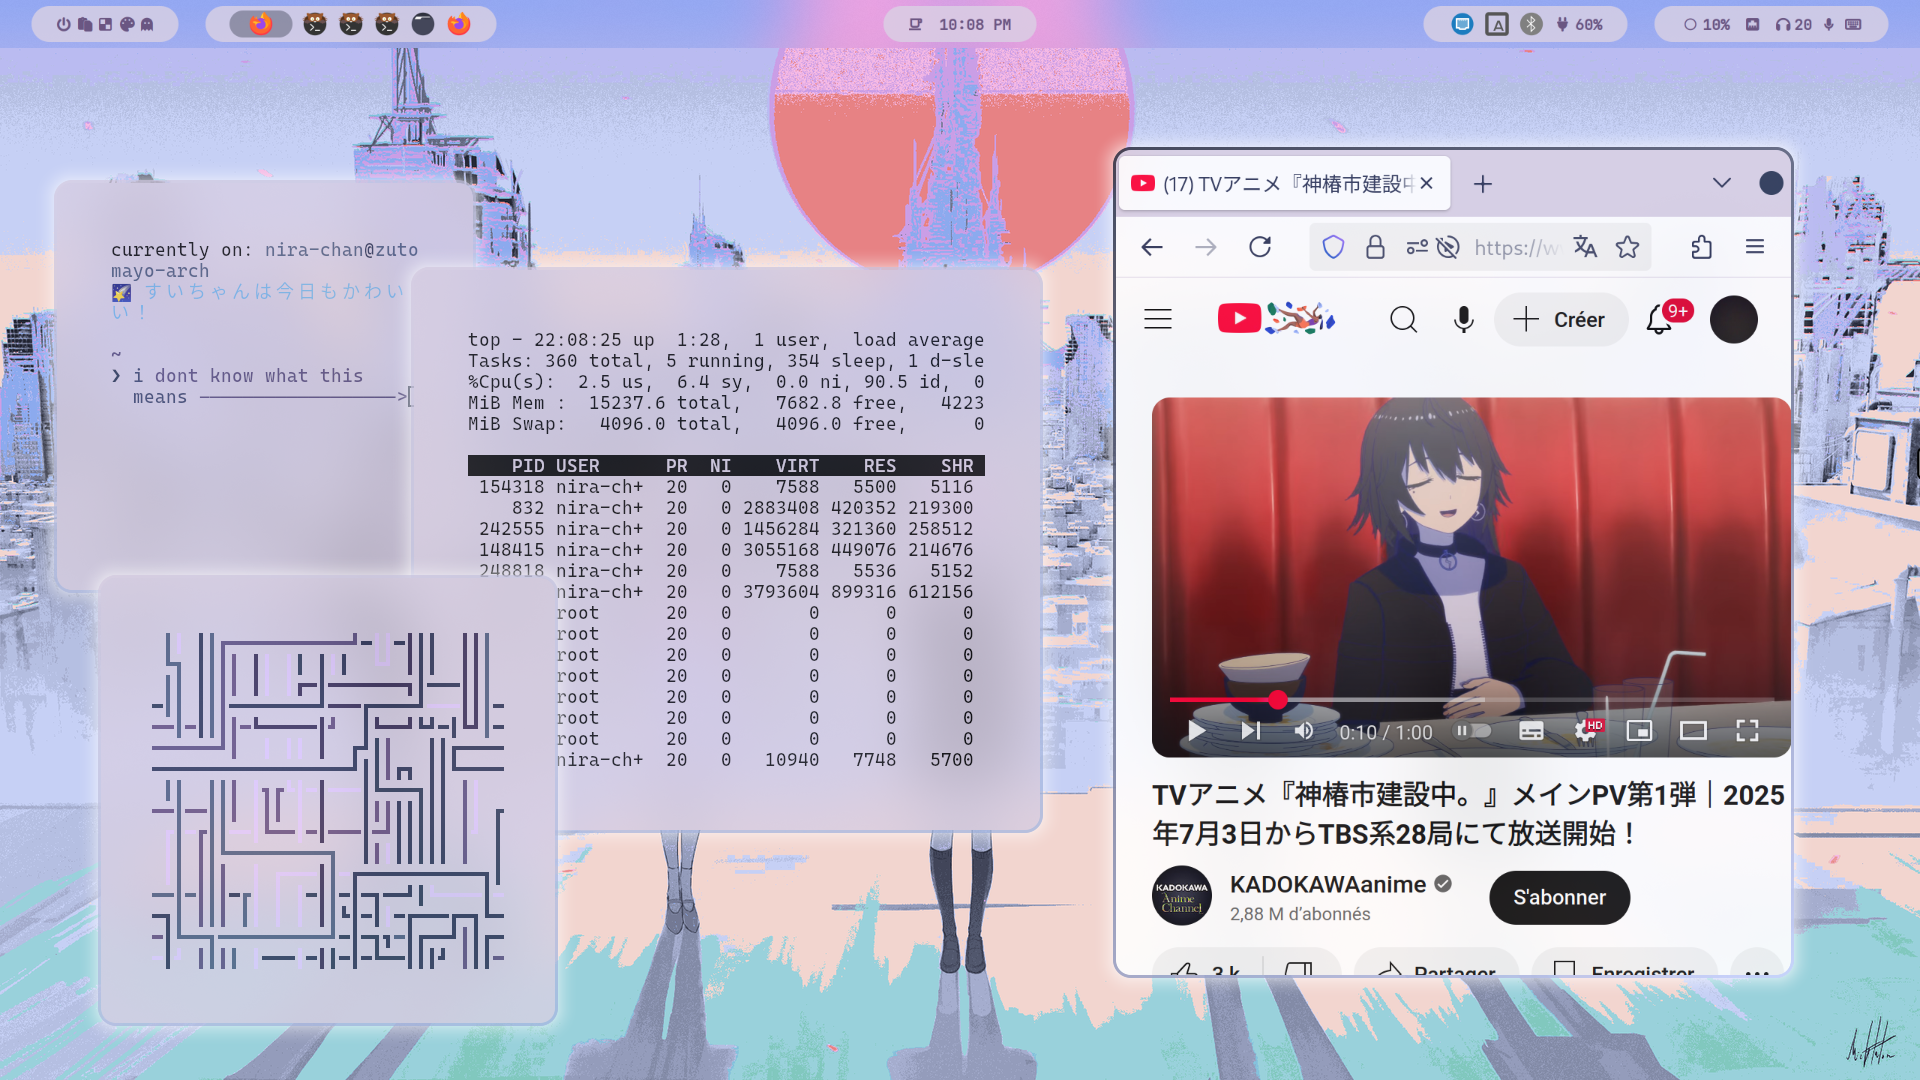 10:08 PM
A
60%
10%
20
currently on: nira-chan@zuto
mayo-arch
🌠 すいちゃんは今日もかわい
い！
~
❯ i dont know what this
means ──────────────────>
top - 22:08:25 up  1:28,  1 user,  load average
Tasks: 360 total, 5 running, 354 sleep, 1 d-sle
%Cpu(s):  2.5 us,  6.4 sy,  0.0 ni, 90.5 id,  0
MiB Mem :  15237.6 total,   7682.8 free,   4223
MiB Swap:   4096.0 total,   4096.0 free,      0
PID USER PR NI VIRT RES SHR
154318 nira-ch+ 20 0 7588 5500 5116
832 nira-ch+ 20 0 2883408 420352 219300
242555 nira-ch+ 20 0 1456284 321360 258512
148415 nira-ch+ 20 0 3055168 449076 214676
248818 nira-ch+ 20 0 7588 5536 5152
nira-ch+ 20 0 3793604 899316 612156
root 20 0 0 0 0
root 20 0 0 0 0
root 20 0 0 0 0
root 20 0 0 0 0
root 20 0 0 0 0
root 20 0 0 0 0
root 20 0 0 0 0
nira-ch+ 20 0 10940 7748 5700
(17) TVアニメ『神椿市建設中
https://w
Créer
9+
0:10 / 1:00
HD
TVアニメ『神椿市建設中。』メインPV第1弾｜2025
年7月3日からTBS系28局にて放送開始！
KADOKAWA
Anime
Channel
KADOKAWAanime
2,88 M d’abonnés
S'abonner
3 k
Partager
Enregistrer